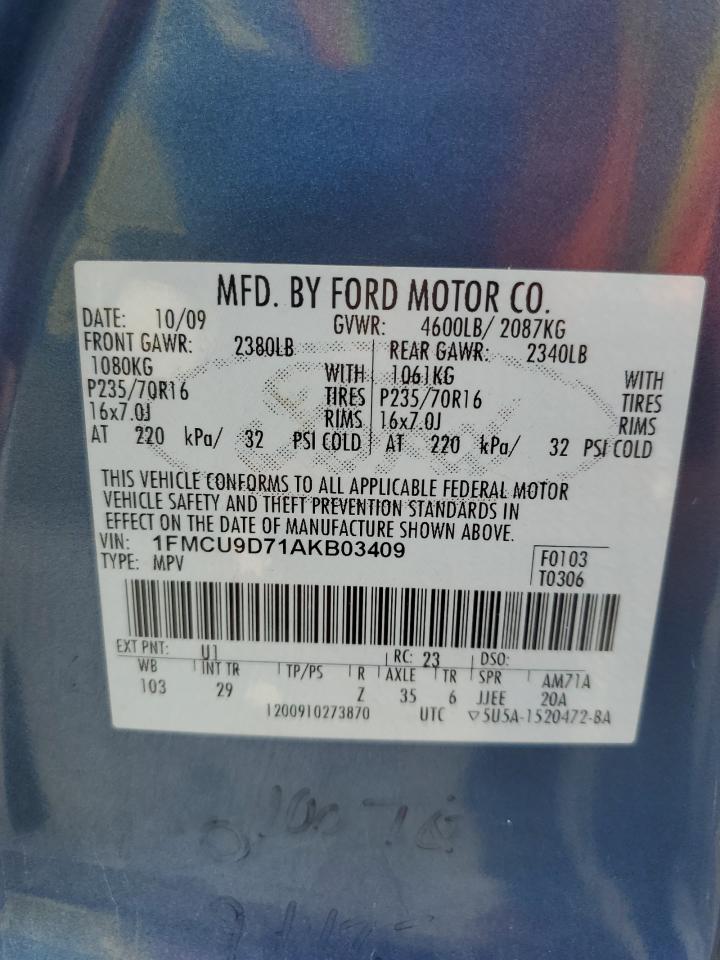 MFD. BY FORD MOTOR CO.
DATE: 10/09 GVWR: 4600LB/ 2087KG
FRONT GAWR: 2380LB REAR GAWR: 2340LB
1080KG WITH 1061KG WITH
P235/70R16 TIRES P235/70R16 TIRES
16x7.0J RIMS 16x7.0J RIMS
AT 220 kPa/ 32 PSI COLD AT 220 kPa/ 32 PSI COLD
THIS VEHICLE CONFORMS TO ALL APPLICABLE FEDERAL MOTOR
VEHICLE SAFETY AND THEFT PREVENTION STANDARDS IN
EFFECT ON THE DATE OF MANUFACTURE SHOWN ABOVE.
VIN: 1FMCU9D71AKB03409
TYPE: MPV
F0103
T0306
EXT PNT: U1 RC: 23 DSO:
WB INT TR TP/PS R AXLE TR SPR AM71A
103 29 Z 35 6 JJEE 20A
1200910273870 UTC ▽5U5A-1520472-BA